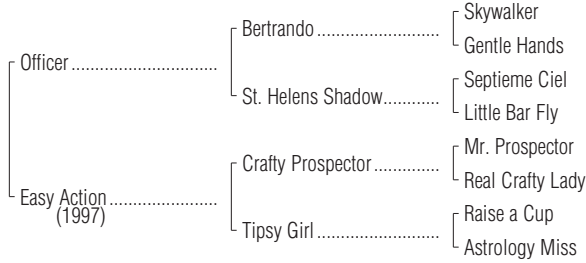 Skywalker
Bertrando
Gentle Hands
Officer
Septieme Ciel
St. Helens Shadow
Little Bar Fly
Mr. Prospector
Crafty Prospector
Real Crafty Lady
Easy Action
(1997)
Raise a Cup
Tipsy Girl
Astrology Miss